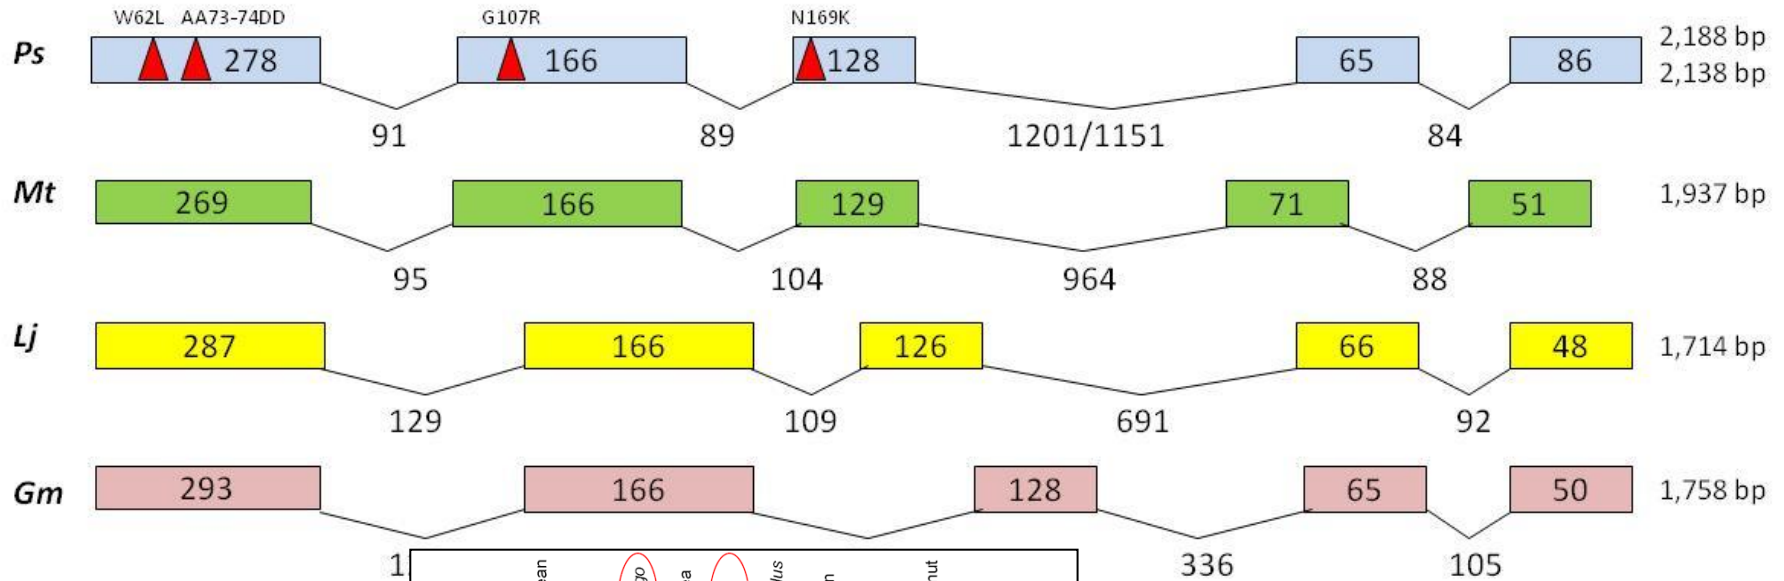 W62L AA73-74DD G107R N169K
Ps 278 166 128 65 86 2,188 bp
2,138 bp
91 89 1201/1151 84
Mt 269 166 129 71 51 1,937 bp
95 104 964 88
Lj 287 166 126 66 48 1,714 bp
129 109 691 92
Gm 293 166 128 65 50 1,758 bp
336 105